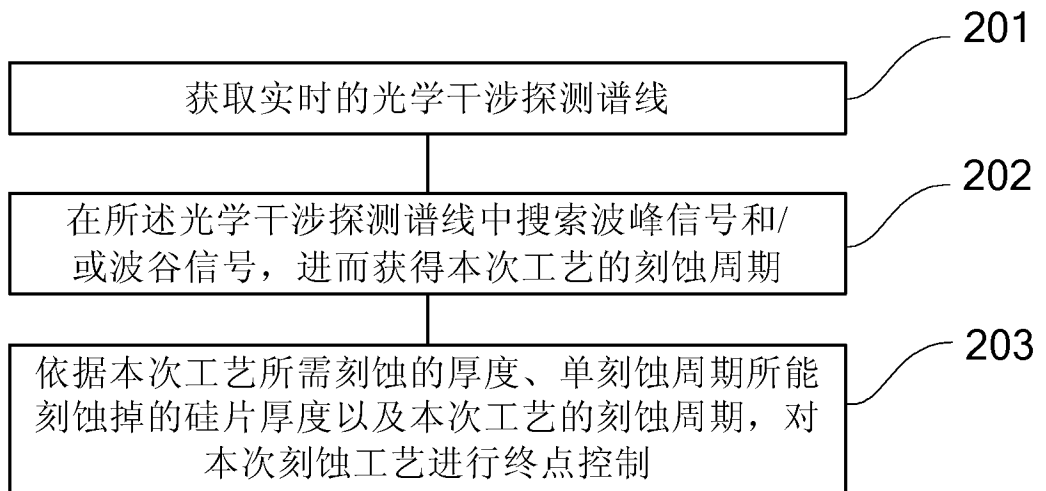 201
获取实时的光学干涉探测谱线
202
在所述光学干涉探测谱线中搜索波峰信号和/
或波谷信号，进而获得本次工艺的刻蚀周期
203
依据本次工艺所需刻蚀的厚度、单刻蚀周期所能
刻蚀掉的硅片厚度以及本次工艺的刻蚀周期，对
本次刻蚀工艺进行终点控制